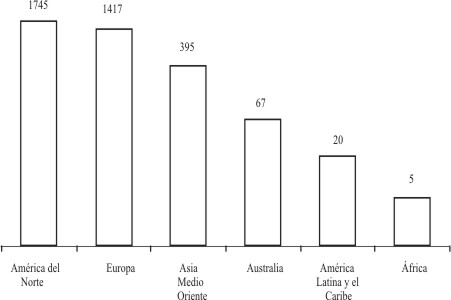 1745
1417
395
67
20
5
América del
Norte
Europa
Asia
Medio
Oriente
Australia
América
Latina y el
Caribe
África